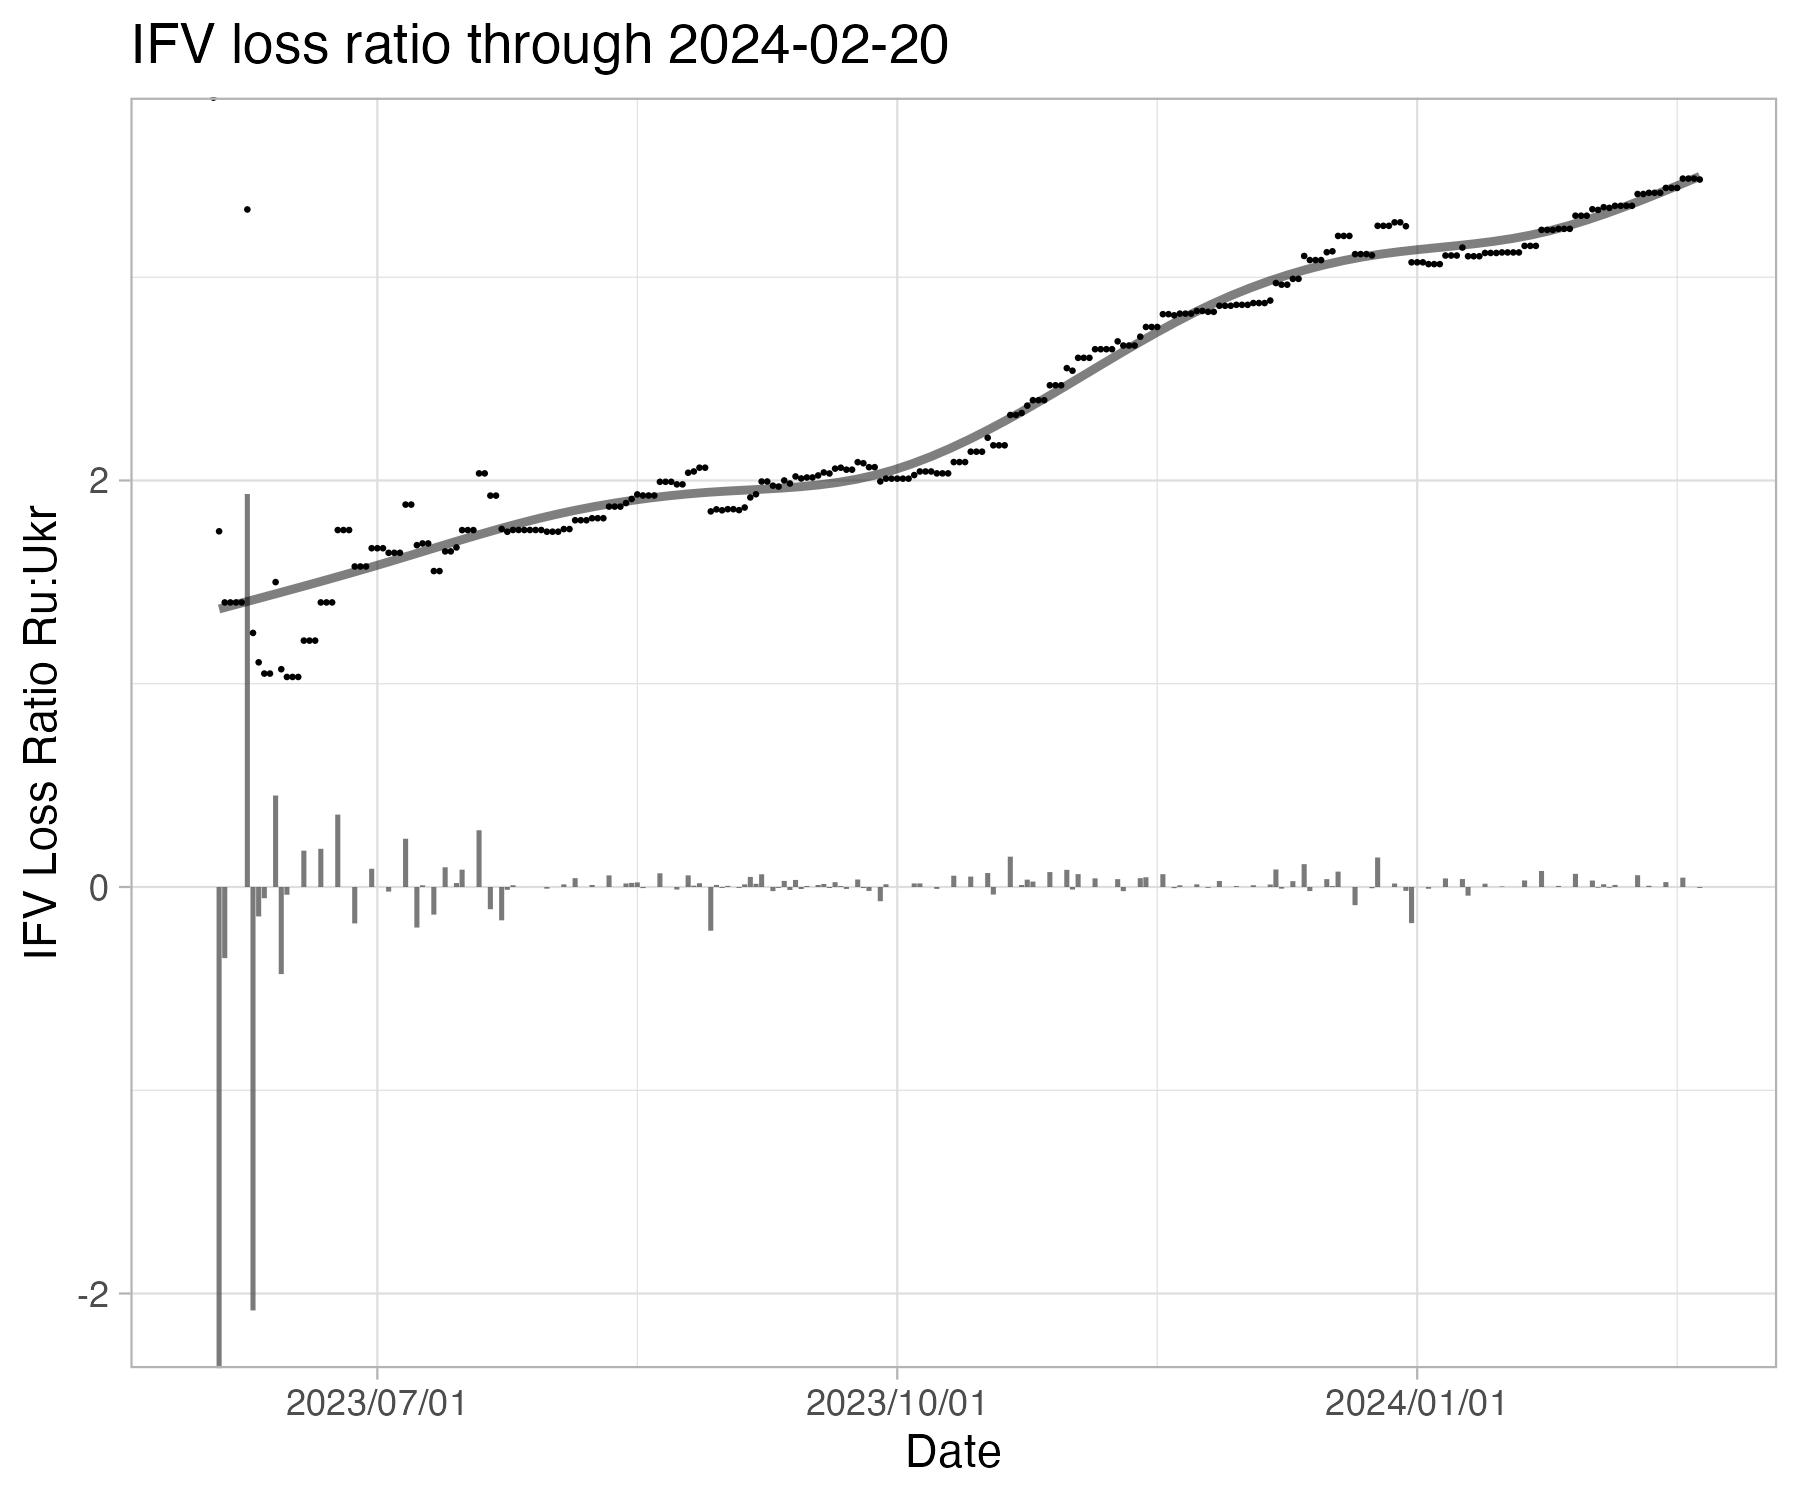 IFV loss ratio through 2024-02-20
IFV Loss Ratio Ru:Ukr
2
0
-2
2023/07/01
2023/10/01
2024/01/01
Date